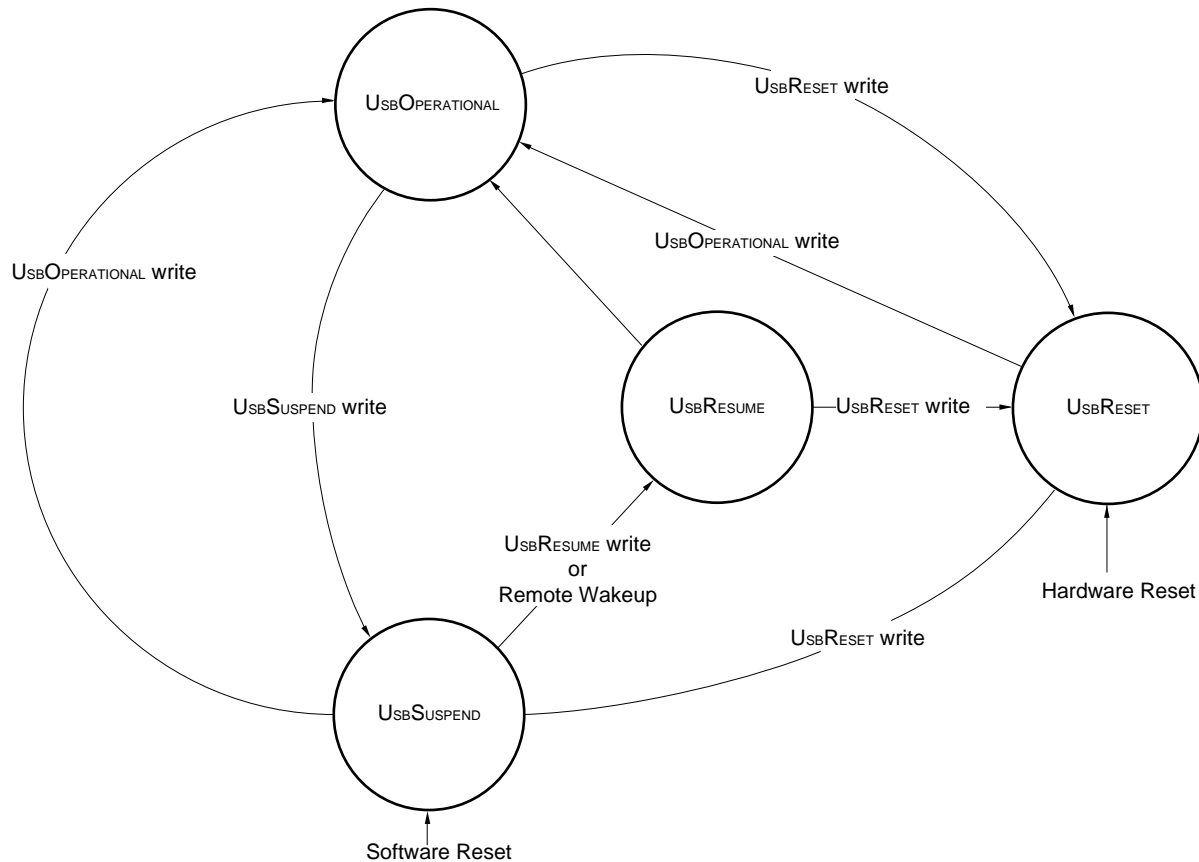 UsbReset write
UsbOperational
UsbOperational write
UsbOperational write
UsbSuspend write
UsbResume
UsbReset write
UsbReset
UsbResume write
or
Remote Wakeup
Hardware Reset
UsbReset write
UsbSuspend
Software Reset